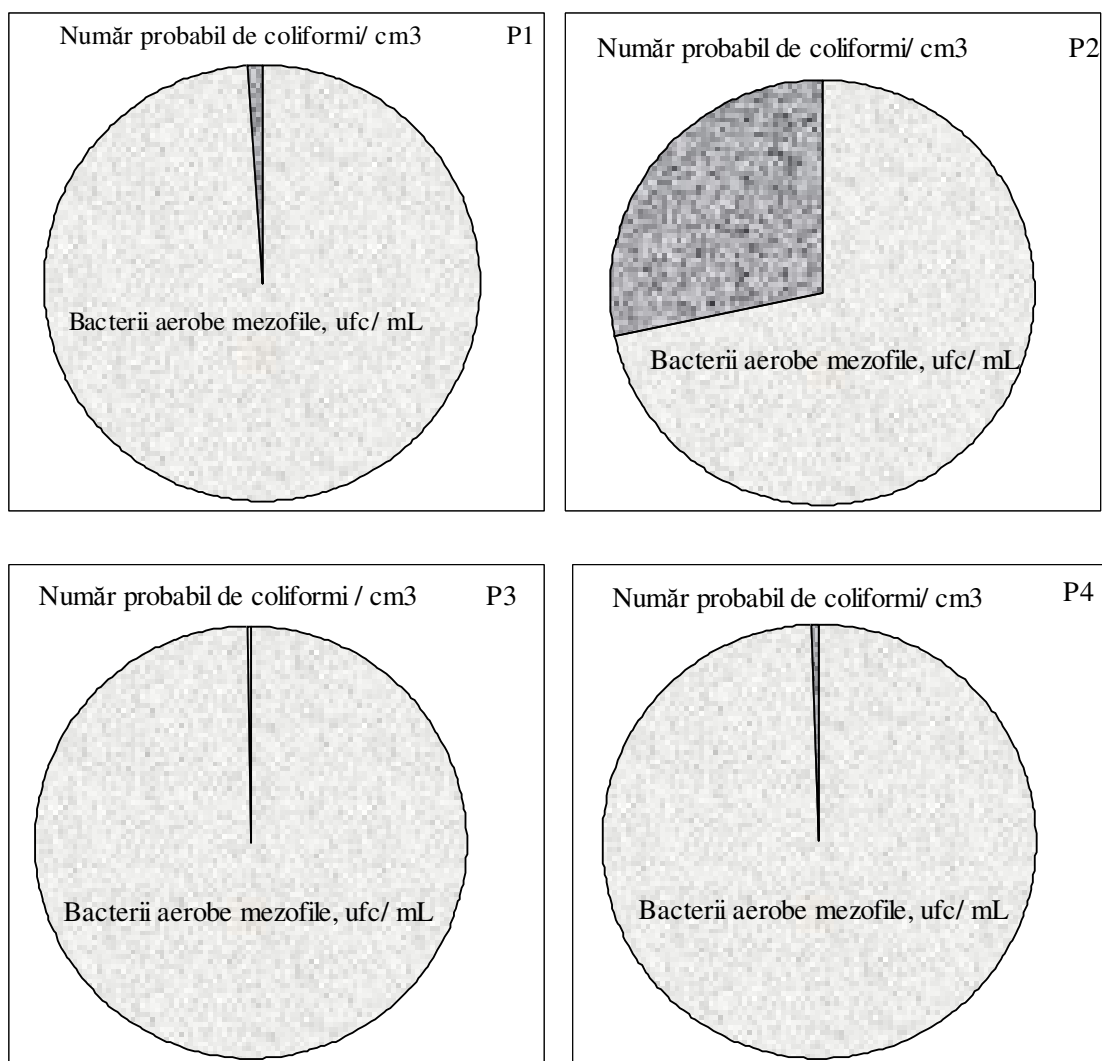 Număr probabil de coliformi/ cm3 P1
Bacterii aerobe mezofile, ufc/ mL
Număr probabil de coliformi/ cm3 P2
Bacterii aerobe mezofile, ufc/ mL
Număr probabil de coliformi / cm3 P3
Bacterii aerobe mezofile, ufc/ mL
Număr probabil de coliformi/ cm3 P4
Bacterii aerobe mezofile, ufc/ mL